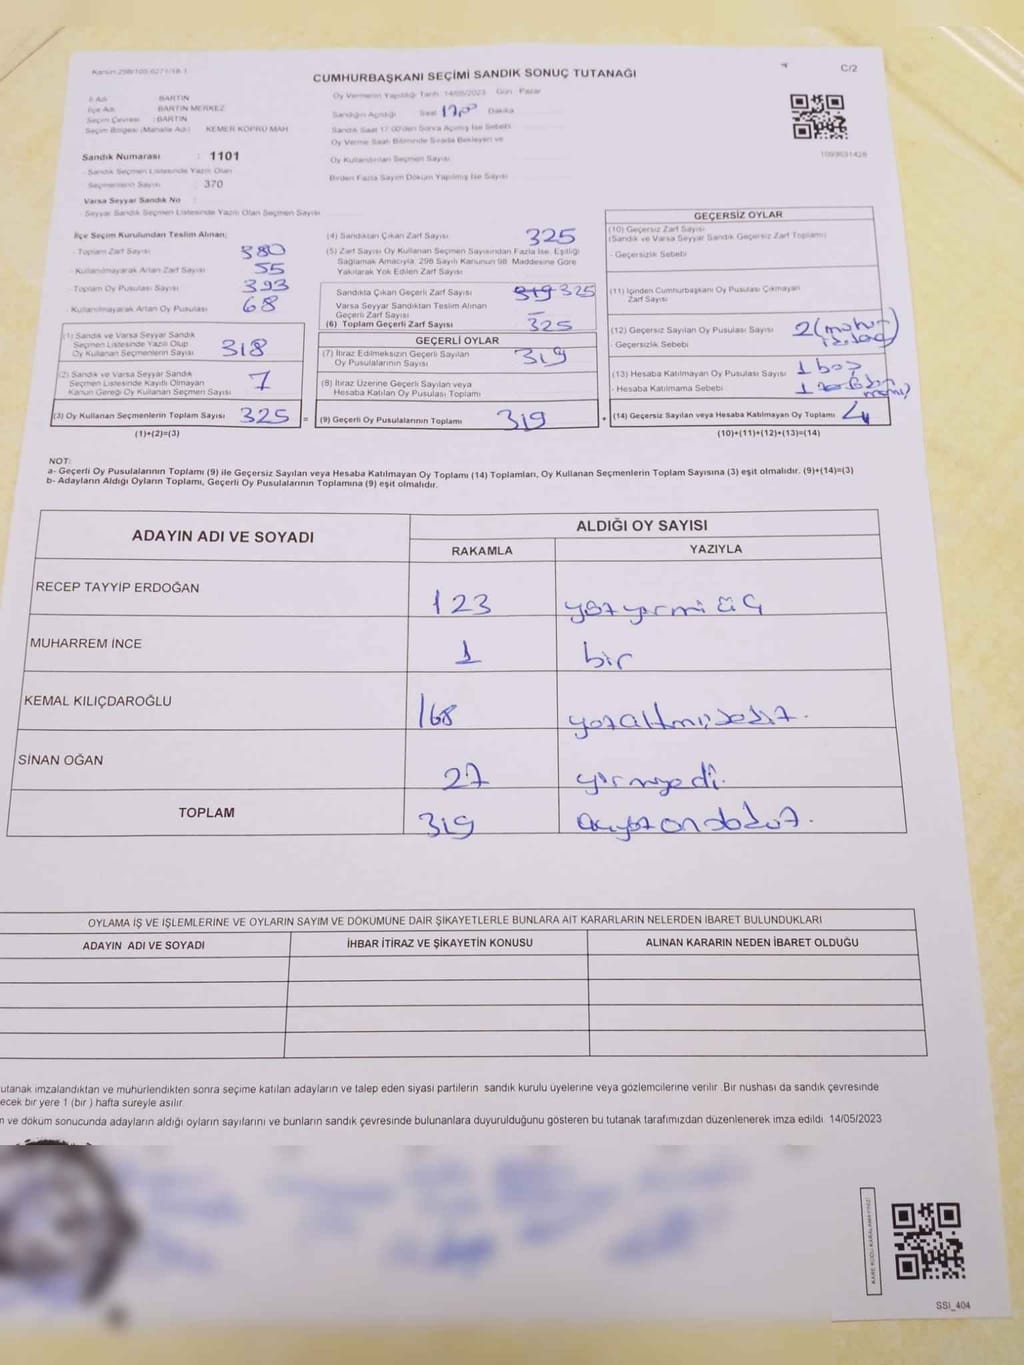 Kanun:298/105-6271/18-1
CUMHURBAŞKANI SEÇİMİ SANDIK SONUÇ TUTANAĞI
C/2
İl Adı BARTIN
İlçe Adı BARTIN MERKEZ
Seçim Çevresi : BARTIN
Seçim Bölgesi (Mahalle Adı) KEMER KÖPRÜ MAH
Sandık Numarası : 1101
Sandık Seçmen Listesinde Yazılı Olan
Seçmenlerin Sayısı : 370
Varsa Seyyar Sandık No :
Seyyar Sandık Seçmen Listesinde Yazılı Olan Seçmen Sayısı
Oy Vermenin Yapıldığı Tarih 14/05/2023 Gün : Pazar
Sandığın Açıldığı Saat 17,00 Dakika
Sandık Saat 17:00'den Sonra Açılmış İse Sebebi
Oy Verme Saati Bitiminde Sırada Bekleyen ve
Oy Kullandırılan Seçmen Sayısı
Birden Fazla Sayım Döküm Yapılmış İse Sayısı
İlçe Seçim Kurulundan Teslim Alınan;
- Toplam Zarf Sayısı 380
- Kullanılmayarak Artan Zarf Sayısı 55
- Toplam Oy Pusulası Sayısı 393
- Kullanılmayarak Artan Oy Pusulası 68
(1) Sandık ve Varsa Seyyar Sandık
Seçmen Listesinde Yazılı Olup
Oy Kullanan Seçmenlerin Sayısı 318
(2) Sandık ve Varsa Seyyar Sandık
Seçmen Listesinde Kayıtlı Olmayan
Kanun Gereği Oy Kullanan Seçmen Sayısı 7
(3) Oy Kullanan Seçmenlerin Toplam Sayısı 325 =
(1)+(2)=(3)
(4) Sandıktan Çıkan Zarf Sayısı 325
(5) Zarf Sayısı Oy Kullanan Seçmen Sayısından Fazla İse, Eşitliği
Sağlamak Amacıyla, 298 Sayılı Kanunun 98. Maddesine Göre
Yakılarak Yok Edilen Zarf Sayısı
Sandıkta Çıkan Geçerli Zarf Sayısı 319 325
Varsa Seyyar Sandıktan Teslim Alınan
Geçerli Zarf Sayısı –
(6) Toplam Geçerli Zarf Sayısı 325
GEÇERLİ OYLAR
(7) İtiraz Edilmeksizin Geçerli Sayılan
Oy Pusulalarının Sayısı 319
(8) İtiraz Üzerine Geçerli Sayılan veya
Hesaba Katılan Oy Pusulası Toplamı
(9) Geçerli Oy Pusulalarının Toplamı 319 +
GEÇERSİZ OYLAR
(10) Geçersiz Zarf Sayısı
(Sandık ve Varsa Seyyar Sandık Geçersiz Zarf Toplamı)
- Geçersizlik Sebebi
(11) İçinden Cumhurbaşkanı Oy Pusulası Çıkmayan
Zarf Sayısı
(12) Geçersiz Sayılan Oy Pusulası Sayısı 2
- Geçersizlik Sebebi
(13) Hesaba Katılmayan Oy Pusulası Sayısı 1 boş
- Hesaba Katılmama Sebebi 1
(14) Geçersiz Sayılan veya Hesaba Katılmayan Oy Toplamı 4
(10)+(11)+(12)+(13)=(14)
NOT:
a- Geçerli Oy Pusulalarının Toplamı (9) ile Geçersiz Sayılan veya Hesaba Katılmayan Oy Toplamı (14) Toplamları, Oy Kullanan Seçmenlerin Toplam Sayısına (3) eşit olmalıdır. (9)+(14)=(3)
b- Adayların Aldığı Oyların Toplamı, Geçerli Oy Pusulalarının Toplamına (9) eşit olmalıdır.
ADAYIN ADI VE SOYADI
ALDIĞI OY SAYISI
RAKAMLA YAZIYLA
RECEP TAYYİP ERDOĞAN 123 yüz yirmi üç
MUHARREM İNCE 1 bir
KEMAL KILIÇDAROĞLU 168 yüzaltmışsekiz.
SİNAN OĞAN 27 yirmiyedi.
TOPLAM 319 üçyüz on dokuz.
OYLAMA İŞ VE İŞLEMLERİNE VE OYLARIN SAYIM VE DÖKÜMÜNE DAİR ŞİKAYETLERLE BUNLARA AİT KARARLARIN NELERDEN İBARET BULUNDUKLARI
ADAYIN ADI VE SOYADI İHBAR İTİRAZ VE ŞİKAYETİN KONUSU ALINAN KARARIN NEDEN İBARET OLDUĞU
utanak imzalandıktan ve mühürlendikten sonra seçime katılan adayların ve talep eden siyasi partilerin sandık kurulu üyelerine veya gözlemcilerine verilir. Bir nushası da sandık çevresinde
ecek bir yere 1 (bir ) hafta süreyle asılır.
m ve döküm sonucunda adayların aldığı oyların sayılarını ve bunların sandık çevresinde bulunanlara duyurulduğunu gösteren bu tutanak tarafımızdan düzenlenerek imza edildi. 14/05/2023
SSI_404